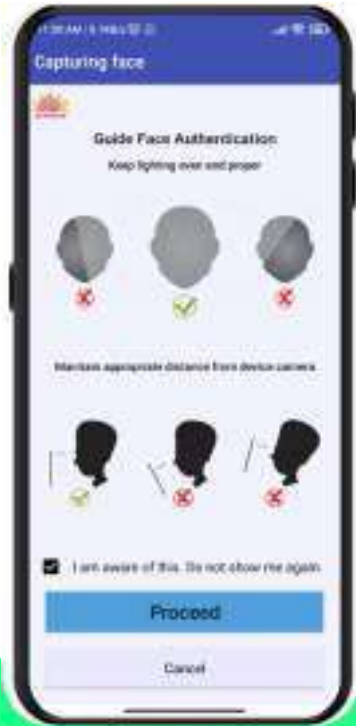 Capturing face
Guide Face Authentication
Keep lighting even and proper
Maintain appropriate distance from device camera
I am aware of this. Do not show me again
Proceed
Cancel